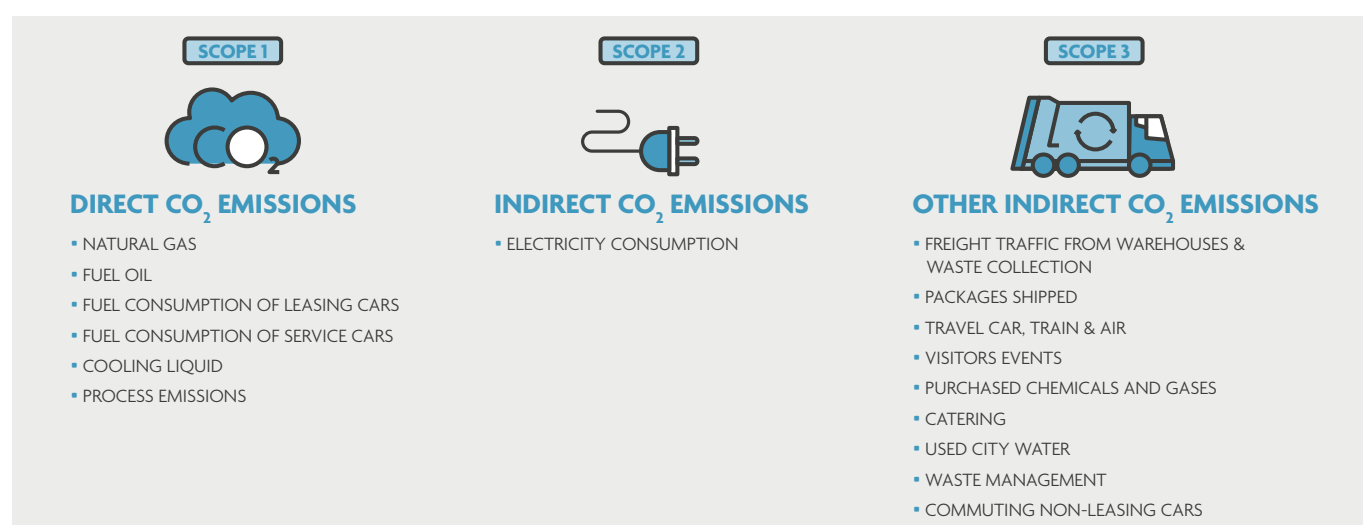 SCOPE 1
CO2
DIRECT CO₂ EMISSIONS
▪ NATURAL GAS
▪ FUEL OIL
▪ FUEL CONSUMPTION OF LEASING CARS
▪ FUEL CONSUMPTION OF SERVICE CARS
▪ COOLING LIQUID
▪ PROCESS EMISSIONS
SCOPE 2
INDIRECT CO₂ EMISSIONS
▪ ELECTRICITY CONSUMPTION
SCOPE 3
OTHER INDIRECT CO₂ EMISSIONS
▪ FREIGHT TRAFFIC FROM WAREHOUSES &
WASTE COLLECTION
▪ PACKAGES SHIPPED
▪ TRAVEL CAR, TRAIN & AIR
▪ VISITORS EVENTS
▪ PURCHASED CHEMICALS AND GASES
▪ CATERING
▪ USED CITY WATER
▪ WASTE MANAGEMENT
▪ COMMUTING NON-LEASING CARS